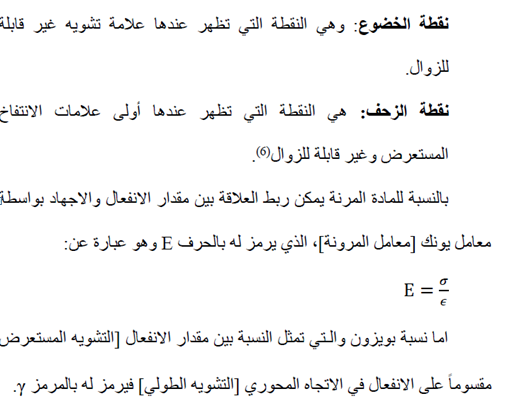 نقطة الخضوع: وهي النقطة التي تظهر عندها علامة تشويه غير قابلة
للزوال.
نقطة الزحف: هي النقطة التي تظهر عندها أولى علامات الانتفاخ
المستعرض وغير قابلة للزوال(6).
بالنسبة للمادة المرنة يمكن ربط العلاقة بين مقدار الانفعال والاجهاد بواسطة
معامل يونك [معامل المرونة]، الذي يرمز له بالحرف E وهو عبارة عن:
E = σ/ϵ
اما نسبة بويزون والتي تمثل النسبة بين مقدار الانفعال [التشويه المستعرض
مقسوماً على الانفعال في الاتجاه المحوري [التشويه الطولي] فيرمز له بالمرمز γ.